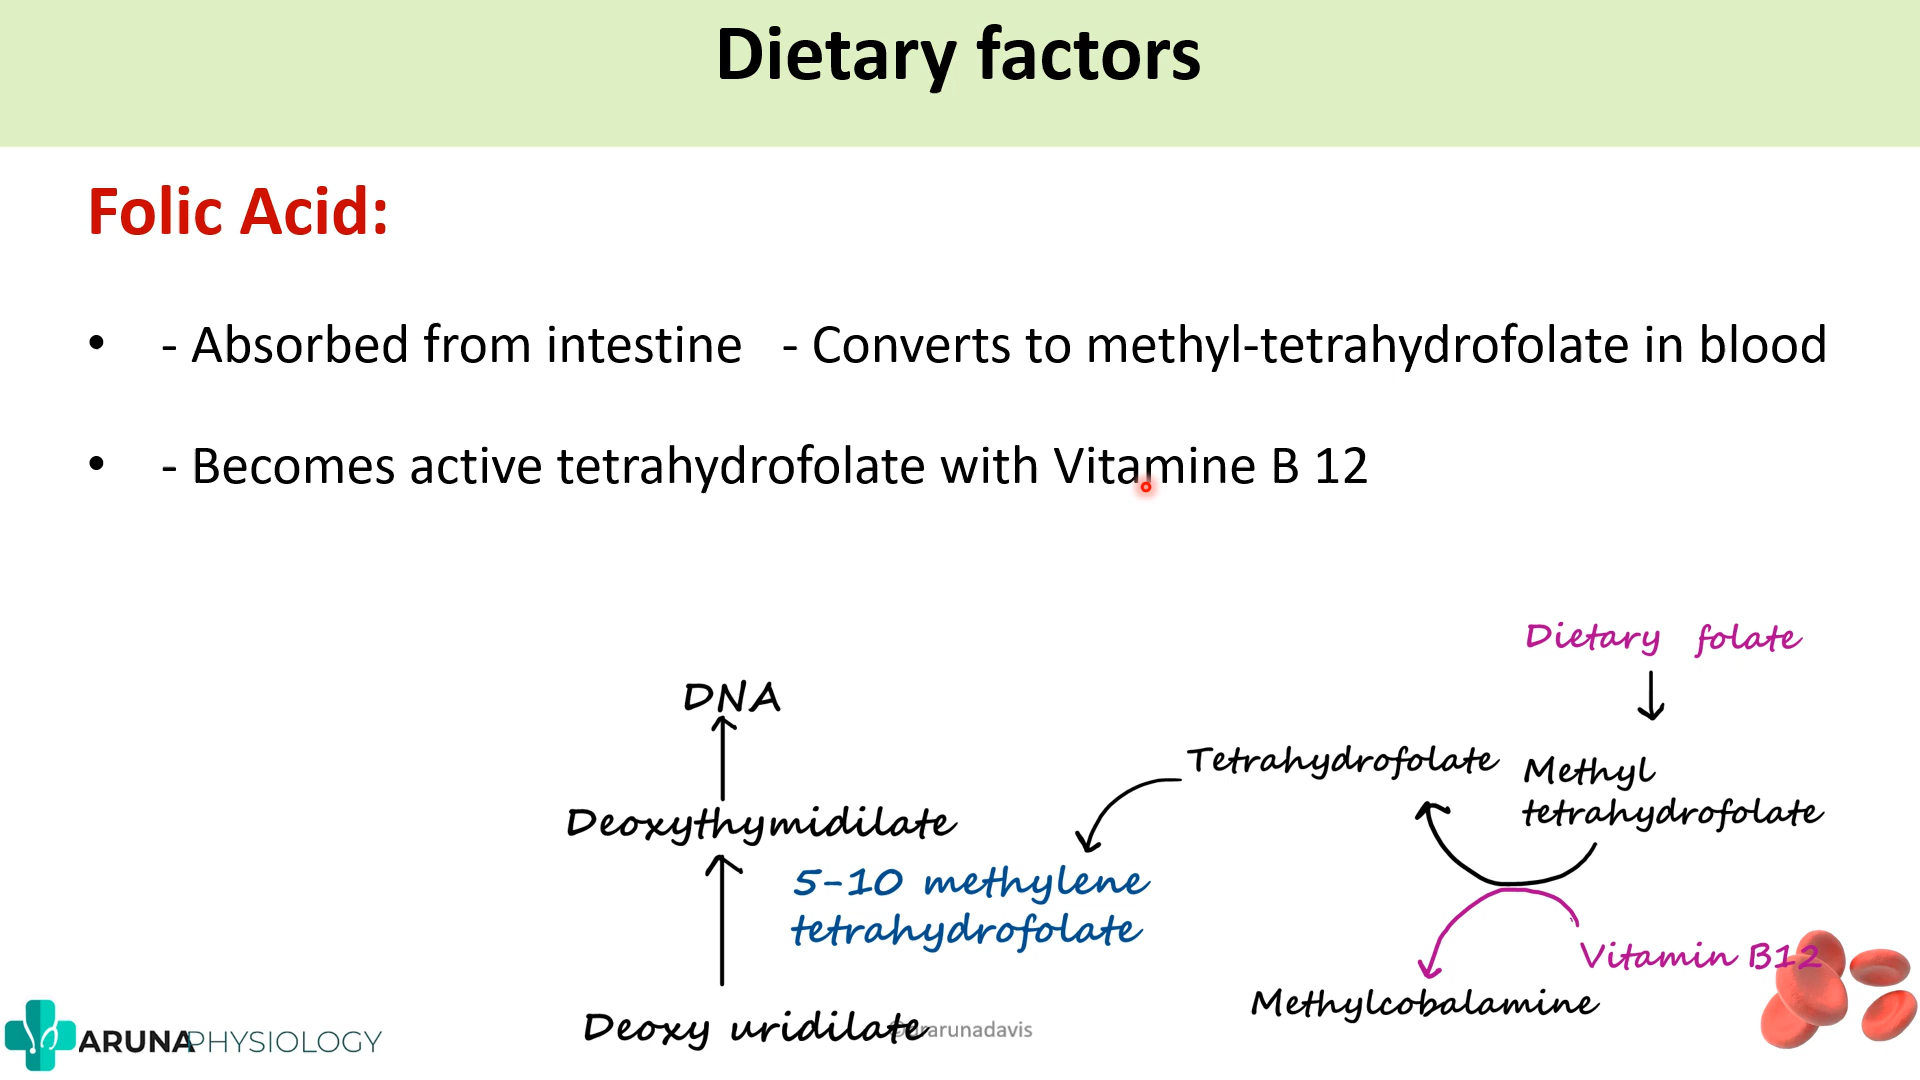 Dietary factors
Folic Acid:
• - Absorbed from intestine - Converts to methyl-tetrahydrofolate in blood
• - Becomes active tetrahydrofolate with Vitamine B 12
Dietary folate
DNA
Tetrahydrofolate
Methyl
tetrahydrofolate
Deoxythymidilate
5-10 methylene
tetrahydrofolate
Vitamin B12
Methylcobalamine
Deoxy uridilate
ARUNAPHYSIOLOGY